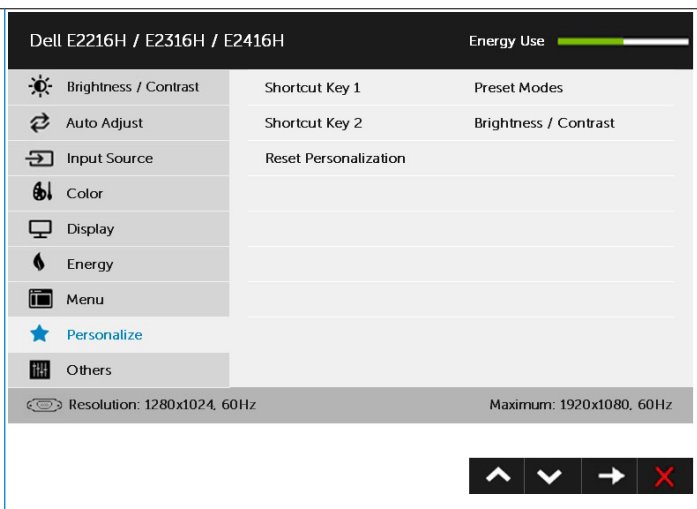 Dell E2216H / E2316H / E2416H Energy Use
Brightness / Contrast Shortcut Key 1 Preset Modes
Auto Adjust Shortcut Key 2 Brightness / Contrast
Input Source Reset Personalization
Color
Display
Energy
Menu
Personalize
Others
Resolution: 1280x1024, 60Hz Maximum: 1920x1080, 60Hz